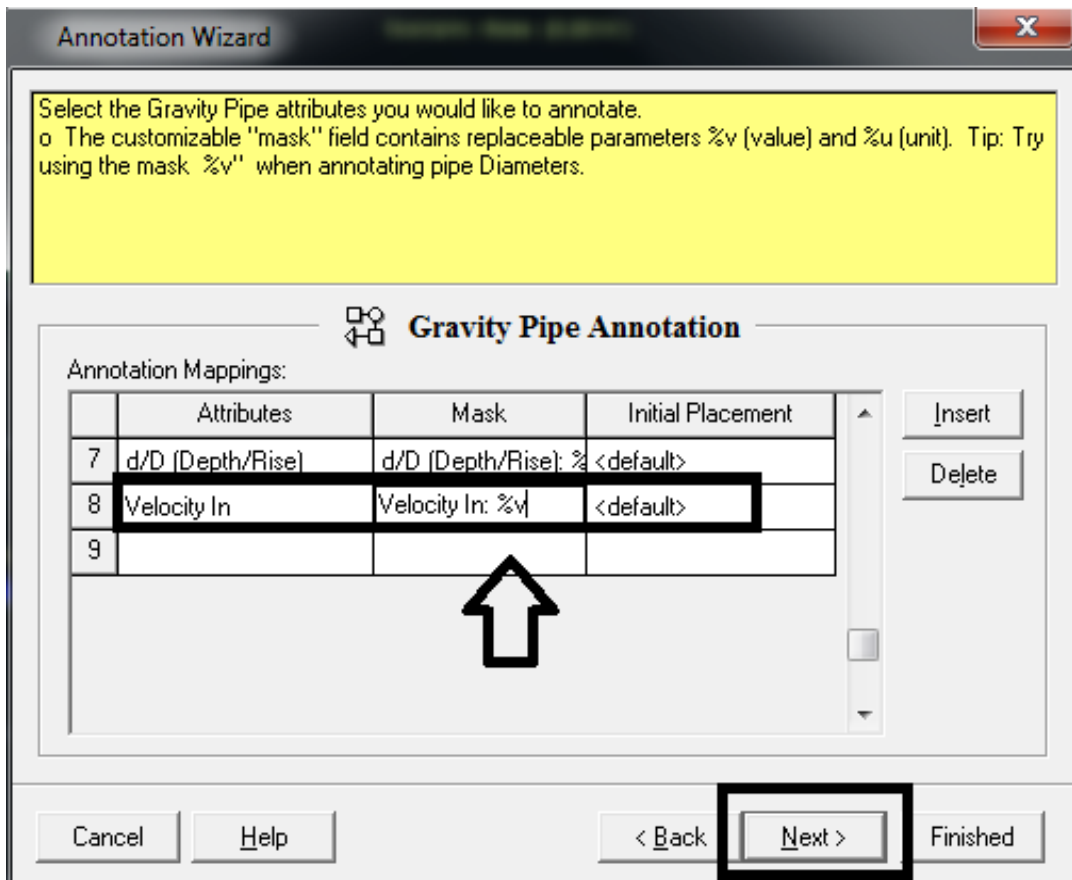 Annotation Wizard
X
Select the Gravity Pipe attributes you would like to annotate.
o The customizable "mask" field contains replaceable parameters %v (value) and %u (unit). Tip: Try
using the mask %v" when annotating pipe Diameters.
Gravity Pipe Annotation
Annotation Mappings:
Attributes Mask Initial Placement Insert
7 d/D (Depth/Rise) d/D (Depth/Rise): % <default> Delete
8 Velocity In Velocity In: %v <default>
9
Cancel Help < Back Next > Finished